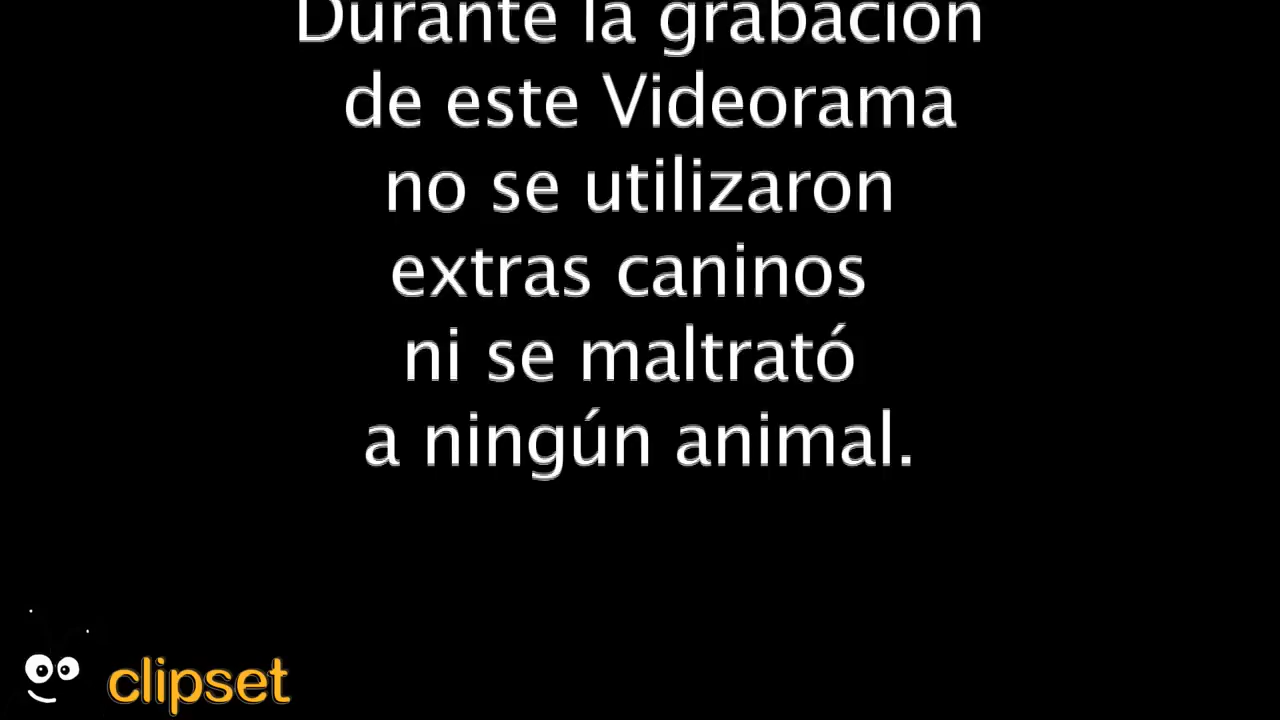 Durante la grabación
de este Videorama
no se utilizaron
extras caninos
ni se maltrató
a ningún animal.
clipset